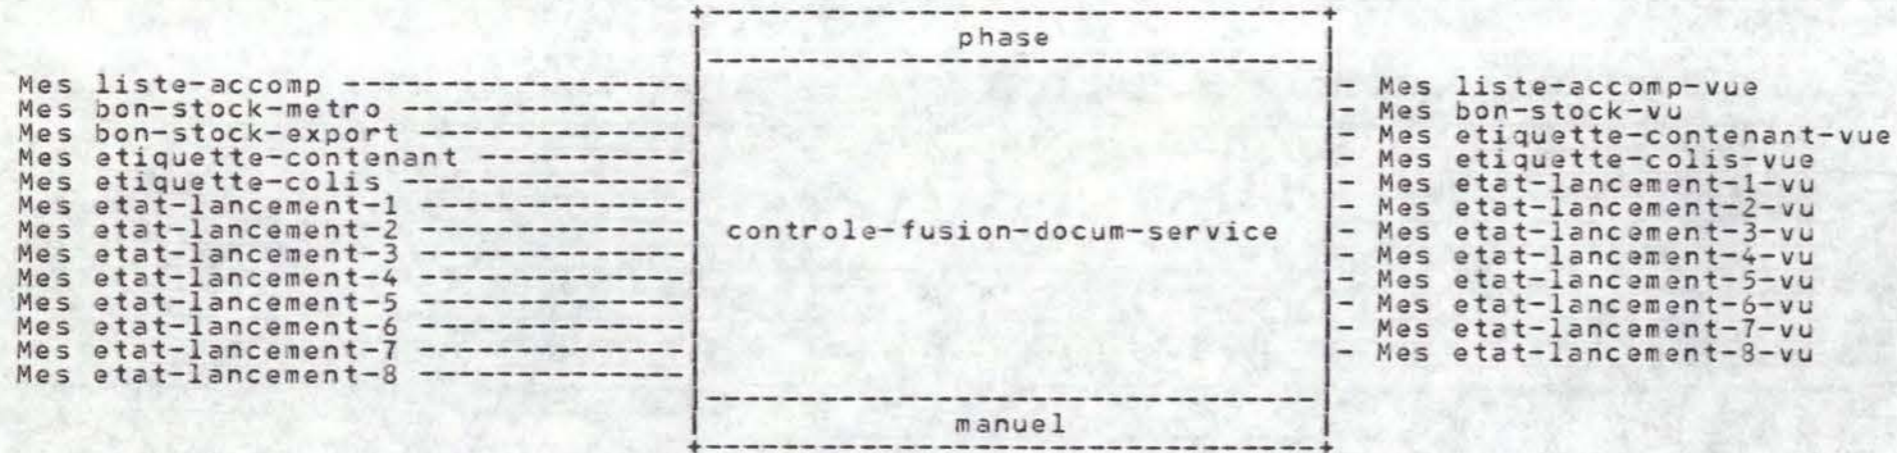 phase
Mes liste-accomp
Mes bon-stock-metro
Mes bon-stock-export
Mes etiquette-contenant
Mes etiquette-colis
Mes etat-lancement-1
Mes etat-lancement-2
Mes etat-lancement-3
Mes etat-lancement-4
Mes etat-lancement-5
Mes etat-lancement-6
Mes etat-lancement-7
Mes etat-lancement-8
controle-fusion-docum-service
Mes liste-accomp-vue
Mes bon-stock-vu
Mes etiquette-contenant-vue
Mes etiquette-colis-vue
Mes etat-lancement-1-vu
Mes etat-lancement-2-vu
Mes etat-lancement-3-vu
Mes etat-lancement-4-vu
Mes etat-lancement-5-vu
Mes etat-lancement-6-vu
Mes etat-lancement-7-vu
Mes etat-lancement-8-vu
manuel